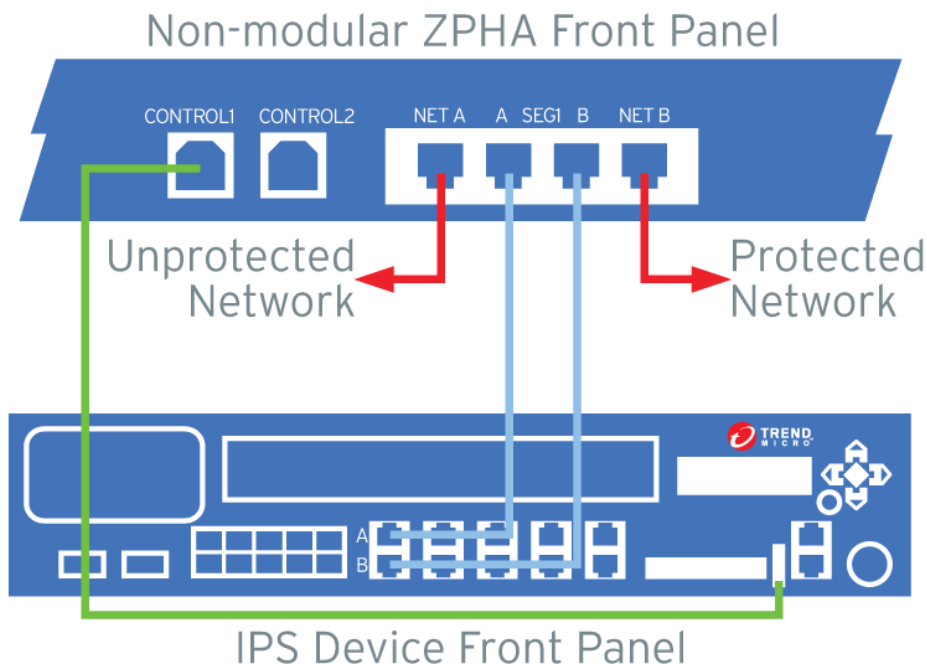 Non-modular ZPHA Front Panel
CONTROL1 CONTROL2 NET A A SEG1 B NET B
Unprotected
Network
Protected
Network
TREND
MICRO
A
B
IPS Device Front Panel